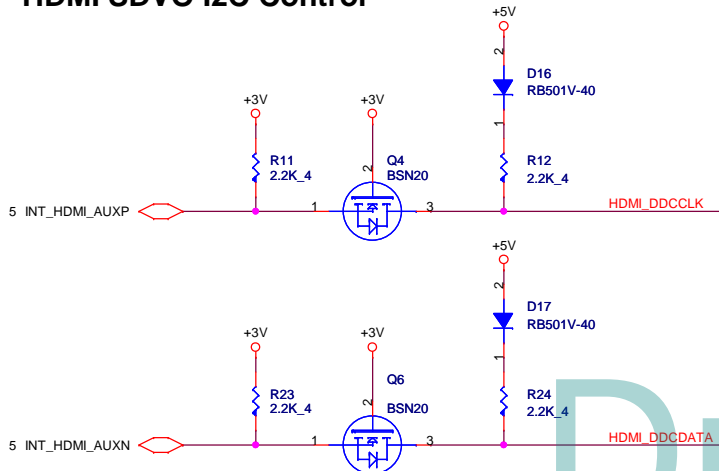 HDMI SDVO I2C Control
+5V
2
D16
RB501V-40
+3V
+3V
1
R11
2.2K_4
2
Q4
BSN20
R12
2.2K_4
5 INT_HDMI_AUXP
1
3
HDMI_DDCCLK
+5V
2
D17
RB501V-40
+3V
+3V
1
R23
2.2K_4
2
Q6
BSN20
R24
2.2K_4
5 INT_HDMI_AUXN
1
3
HDMI_DDCDATA